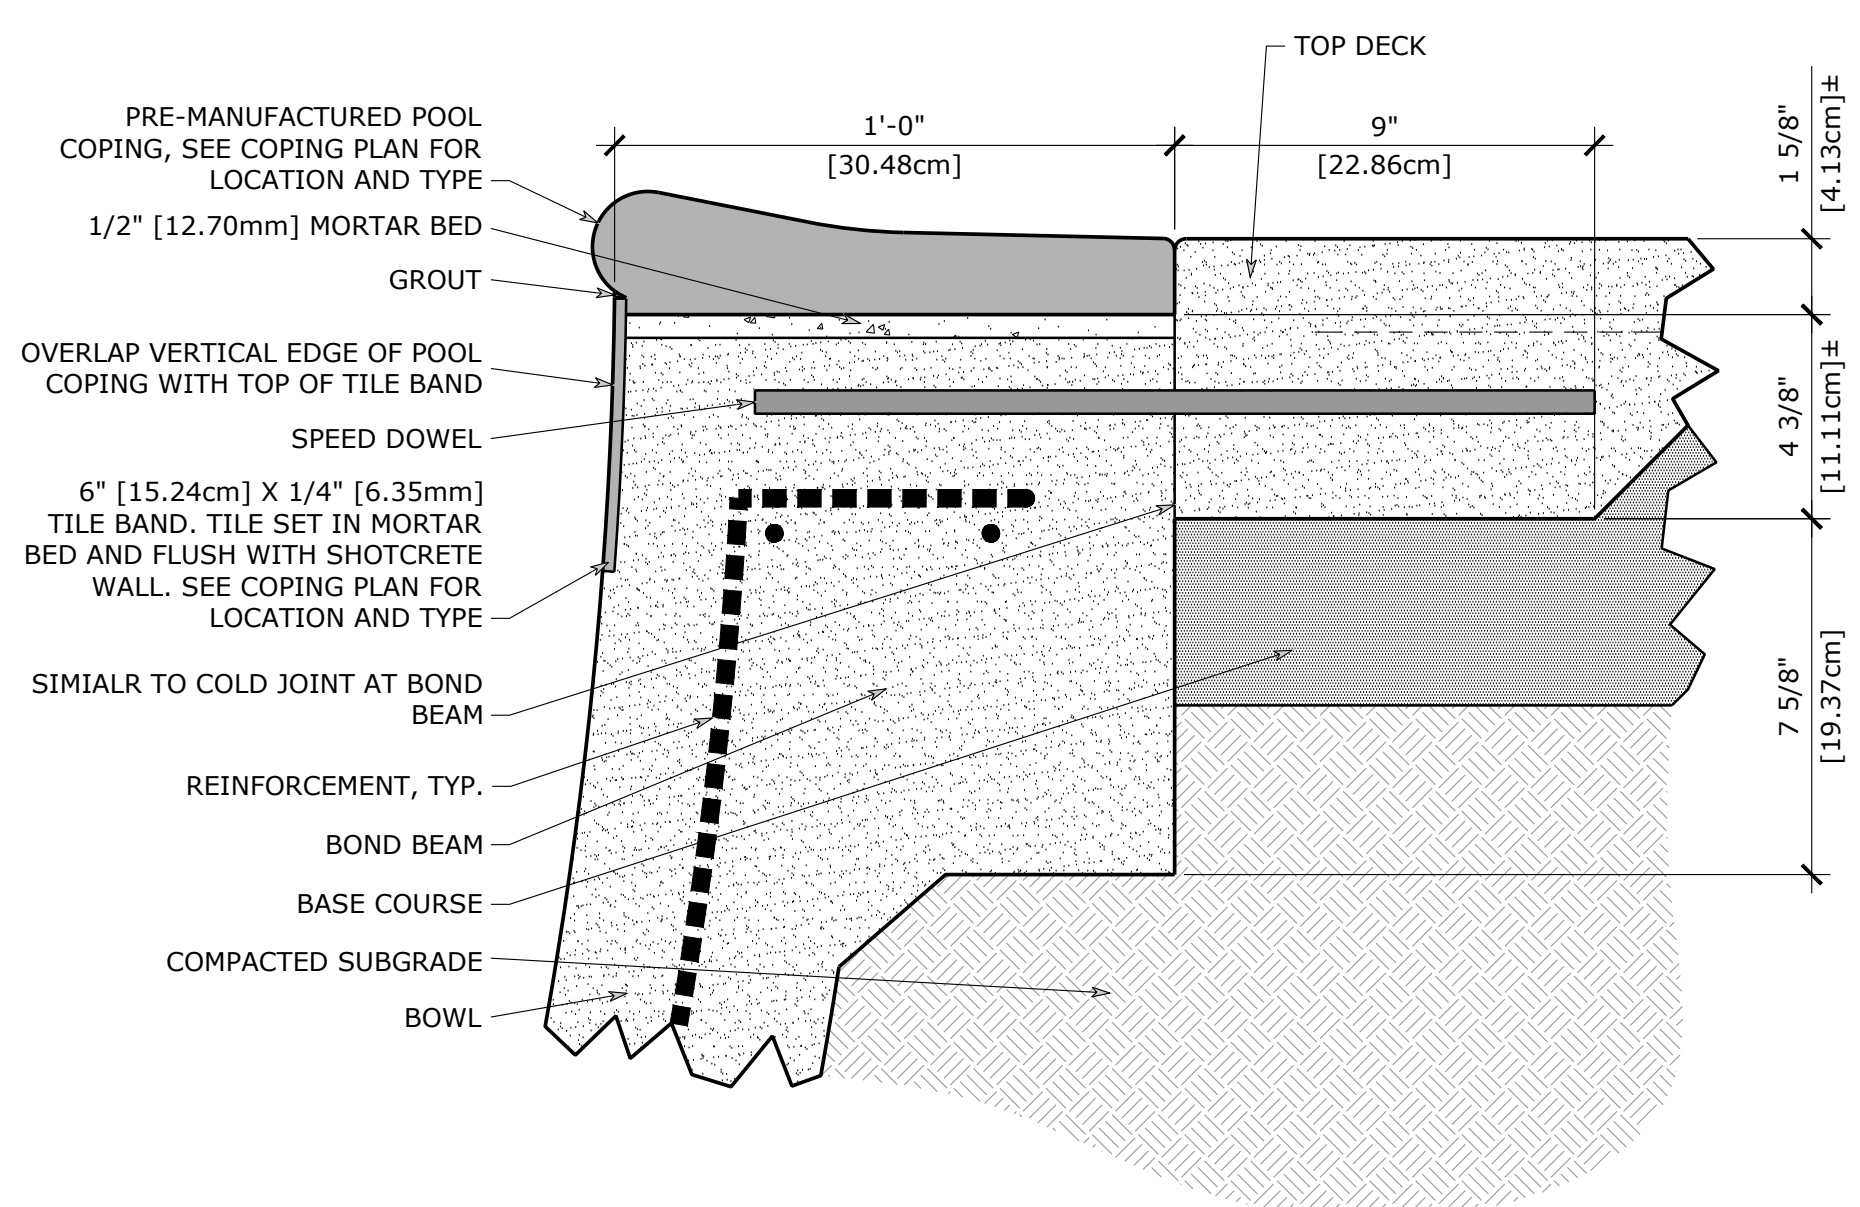 TOP DECK
PRE-MANUFACTURED POOL
COPING, SEE COPING PLAN FOR
LOCATION AND TYPE
1/2" [12.70mm] MORTAR BED
GROUT
OVERLAP VERTICAL EDGE OF POOL
COPING WITH TOP OF TILE BAND
SPEED DOWEL
6" [15.24cm] X 1/4" [6.35mm]
TILE BAND. TILE SET IN MORTAR
BED AND FLUSH WITH SHOTCRETE
WALL. SEE COPING PLAN FOR
LOCATION AND TYPE
SIMIALR TO COLD JOINT AT BOND
BEAM
REINFORCEMENT, TYP.
BOND BEAM
BASE COURSE
COMPACTED SUBGRADE
BOWL
1'-0"
[30.48cm]
9"
[22.86cm]
1 5/8"
[4.13cm]±
4 3/8"
[11.11cm]±
7 5/8"
[19.37cm]